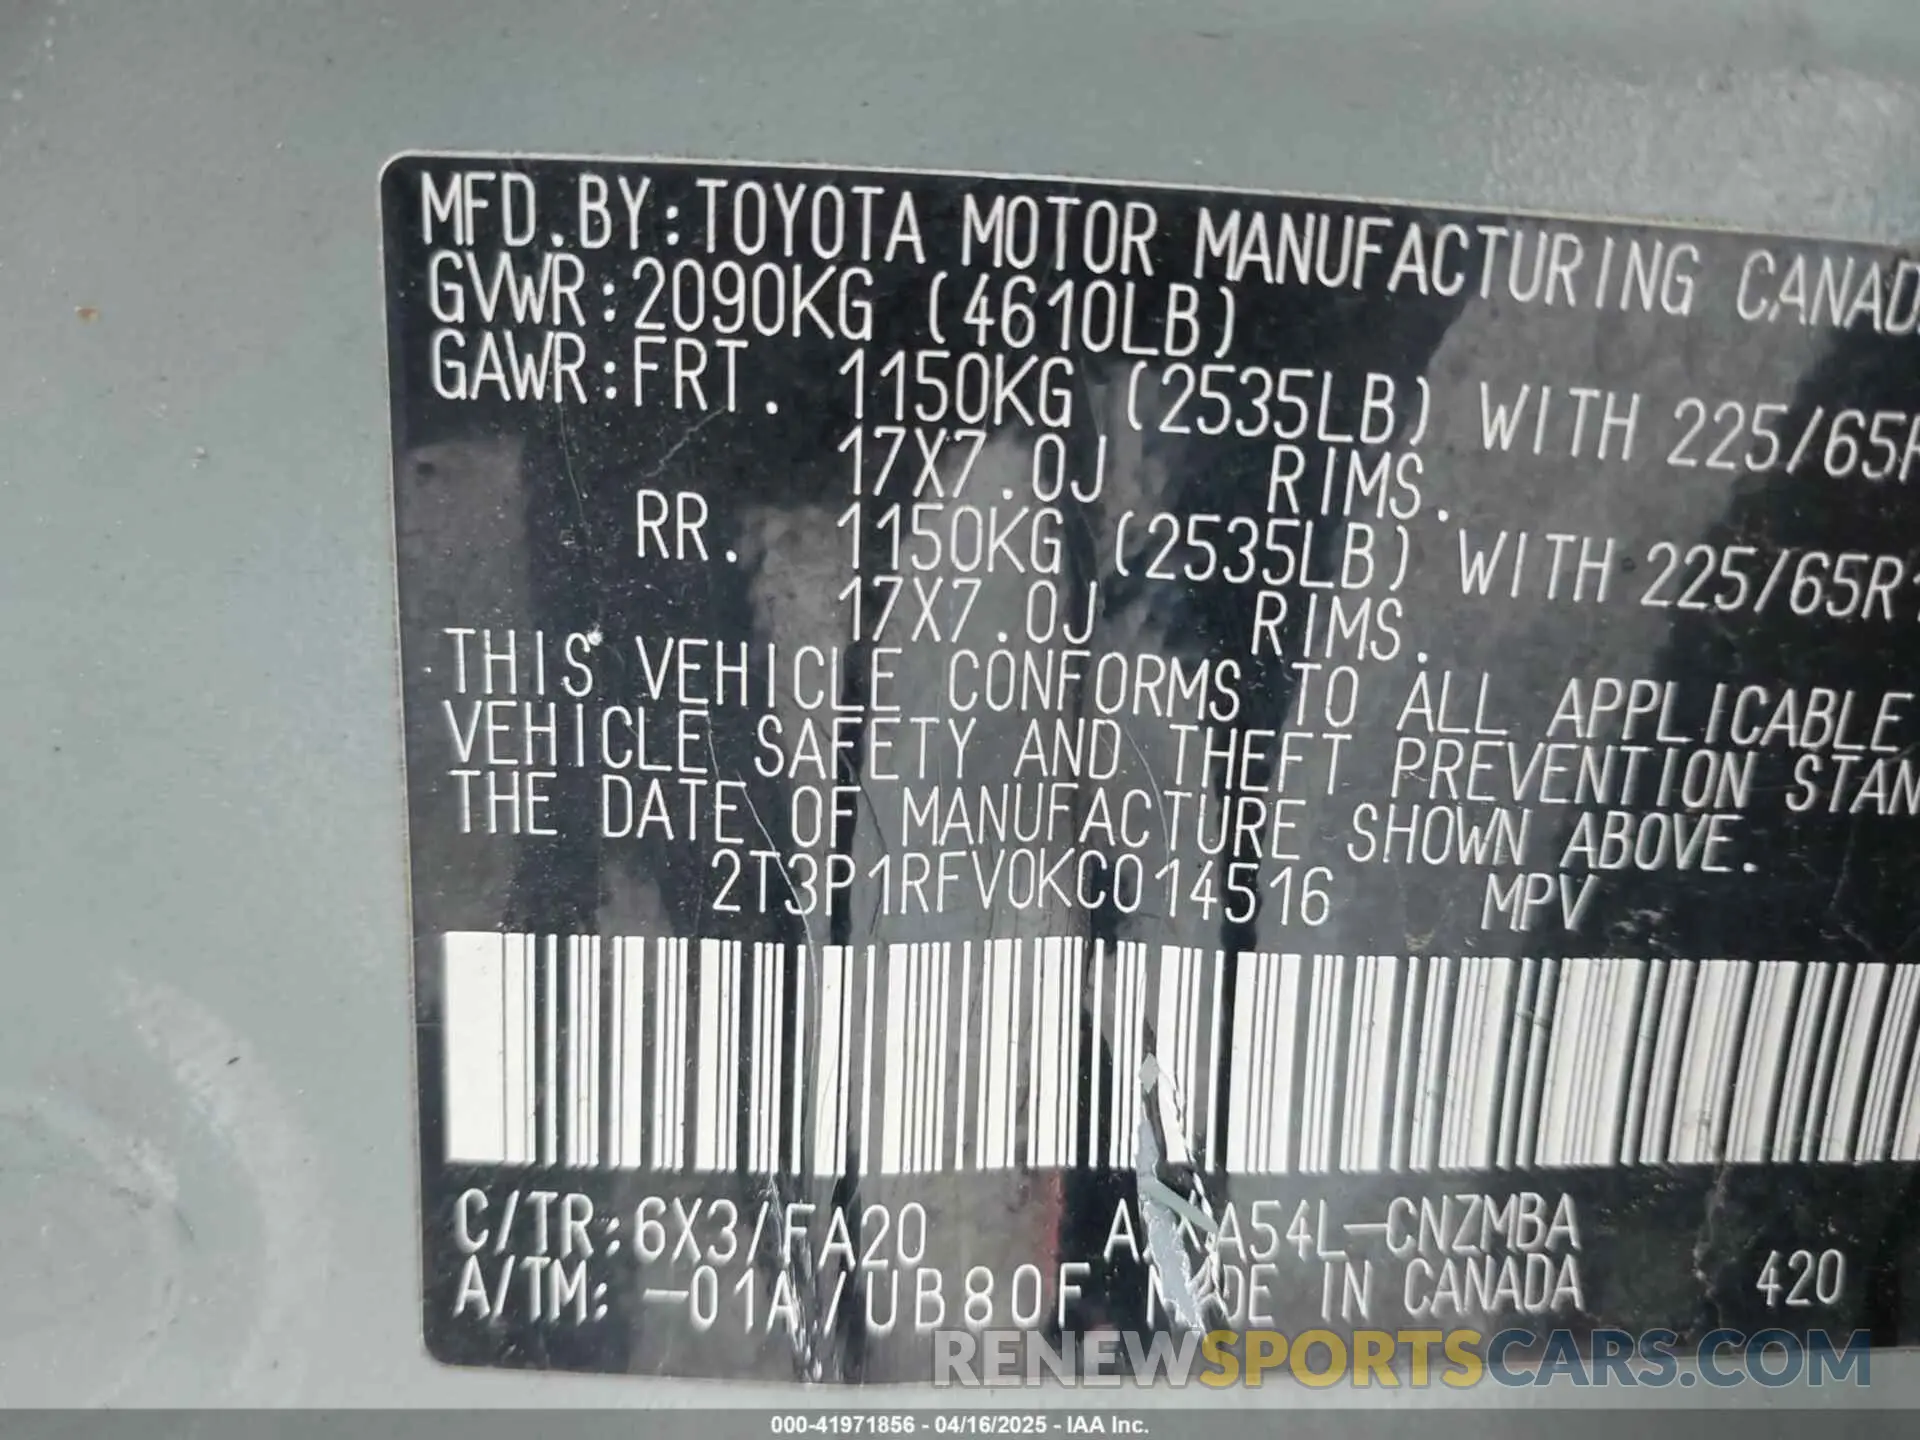 MFD.BY:TOYOTA MOTOR MANUFACTURING CANAD
GVWR:2090KG (4610LB)
GAWR:FRT. 1150KG (2535LB) WITH 225/65R
17X7.0J RIMS.
RR. 1150KG (2535LB) WITH 225/65R1
17X7.0J RIMS.
THIS VEHICLE CONFORMS TO ALL APPLICABLE
VEHICLE SAFETY AND THEFT PREVENTION STAN
THE DATE OF MANUFACTURE SHOWN ABOVE.
2T3P1RFV0KC014516 MPV
C/TR:6X3/FA20 AXAA54L-CNZMBA
A/TM:-01A/UB80F MADE IN CANADA 420
RENEWSPORTSCARS.COM
000-41971856 - 04/16/2025 - IAA Inc.